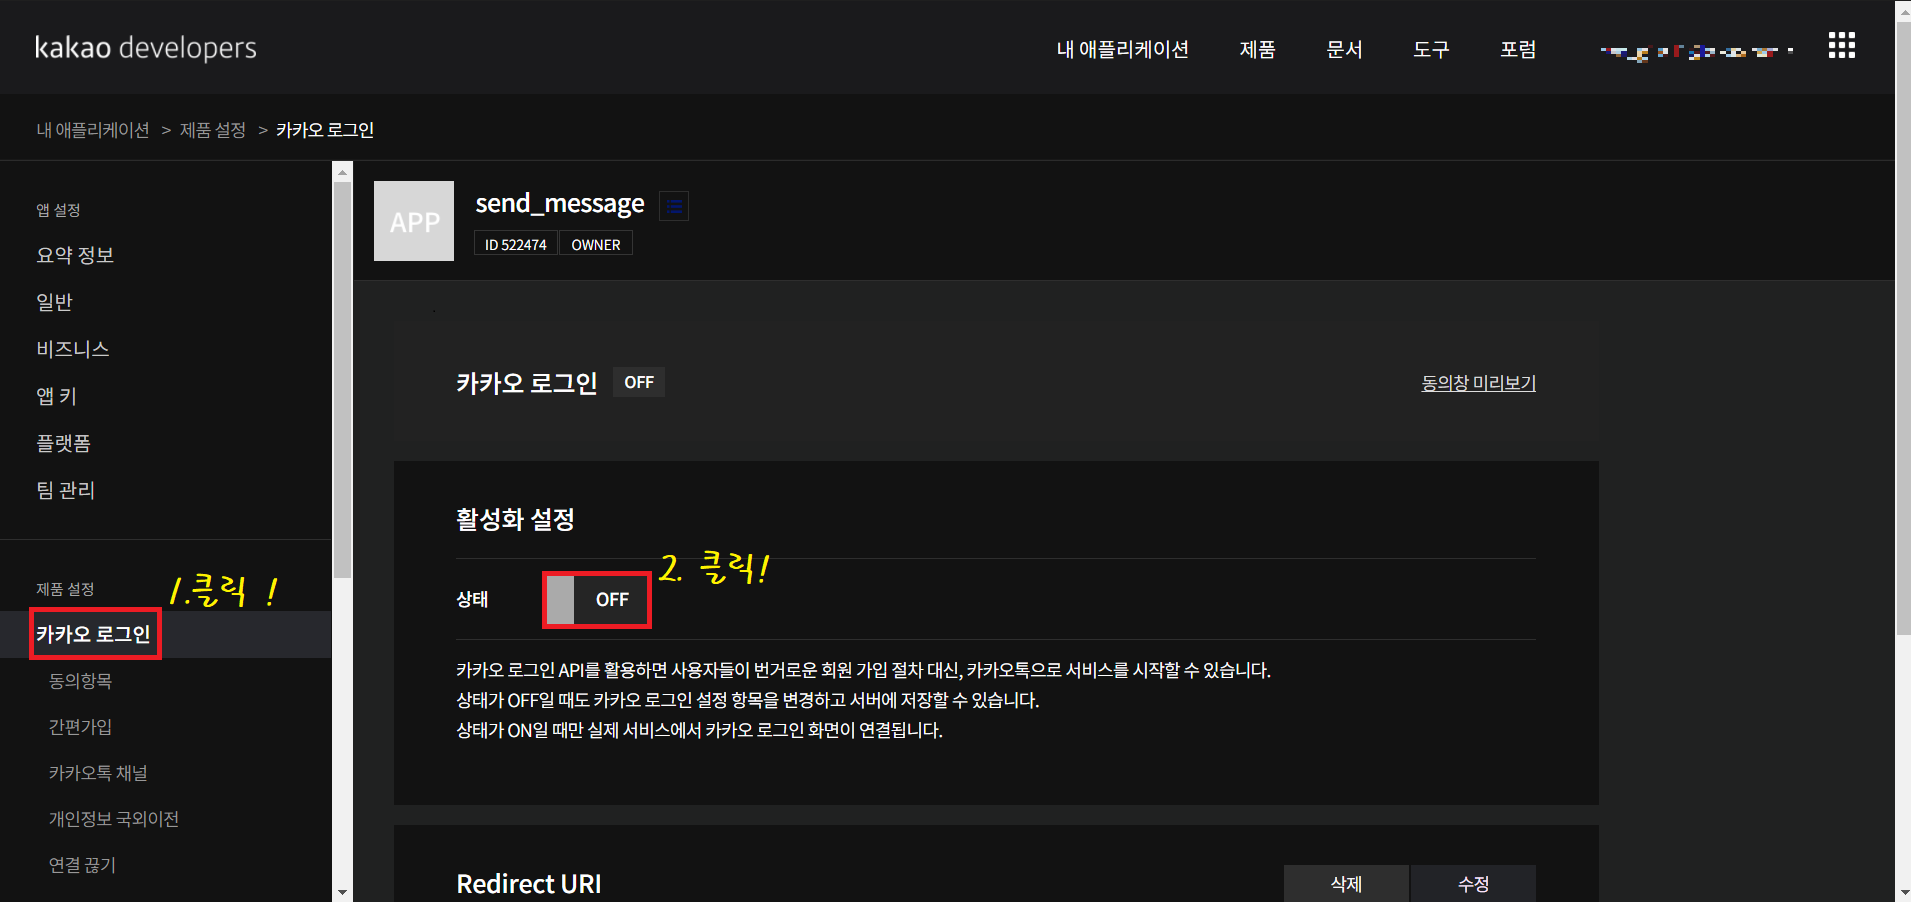 kakao developers
내 애플리케이션 제품 문서 도구 포럼
내 애플리케이션 > 제품 설정 > 카카오 로그인
앱 설정
요약 정보
일반
비즈니스
앱 키
플랫폼
팀 관리
제품 설정
1.클릭 !
카카오 로그인
동의항목
간편가입
카카오톡 채널
개인정보 국외이전
연결 끊기
APP
send_message
ID 522474 OWNER
카카오 로그인 OFF
동의창 미리보기
활성화 설정
2. 클릭!
상태 OFF
카카오 로그인 API를 활용하면 사용자들이 번거로운 회원 가입 절차 대신, 카카오톡으로 서비스를 시작할 수 있습니다.
상태가 OFF일 때도 카카오 로그인 설정 항목을 변경하고 서버에 저장할 수 있습니다.
상태가 ON일 때만 실제 서비스에서 카카오 로그인 화면이 연결됩니다.
Redirect URI
삭제 수정